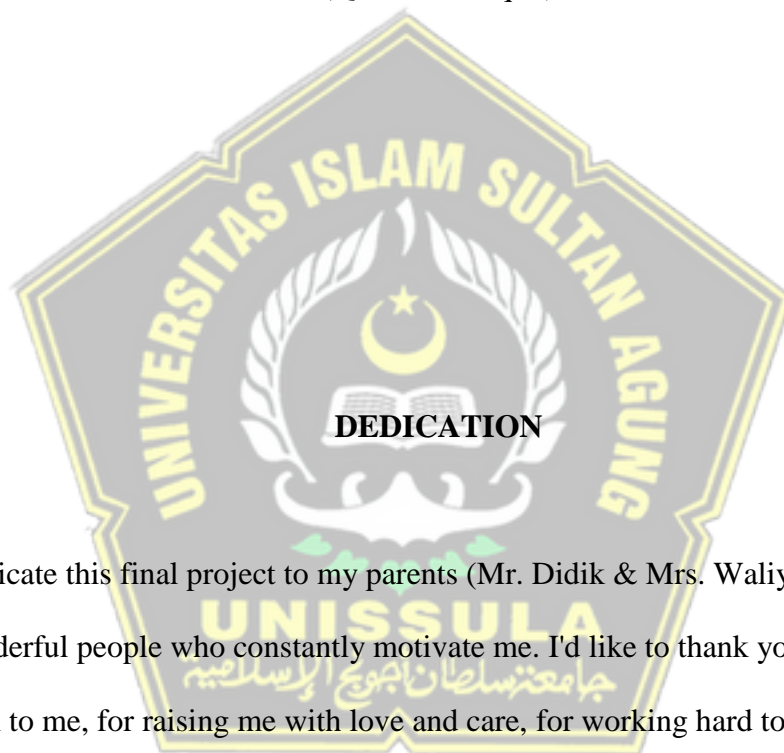 UNIVERSITAS ISLAM SULTAN AGUNG
DEDICATION
icate this final project to my parents (Mr. Didik & Mrs. Waliy
derful people who constantly motivate me. I'd like to thank yo
UNISSULA
جامعننسلطان أجونج الإسلامية
to me, for raising me with love and care, for working hard to